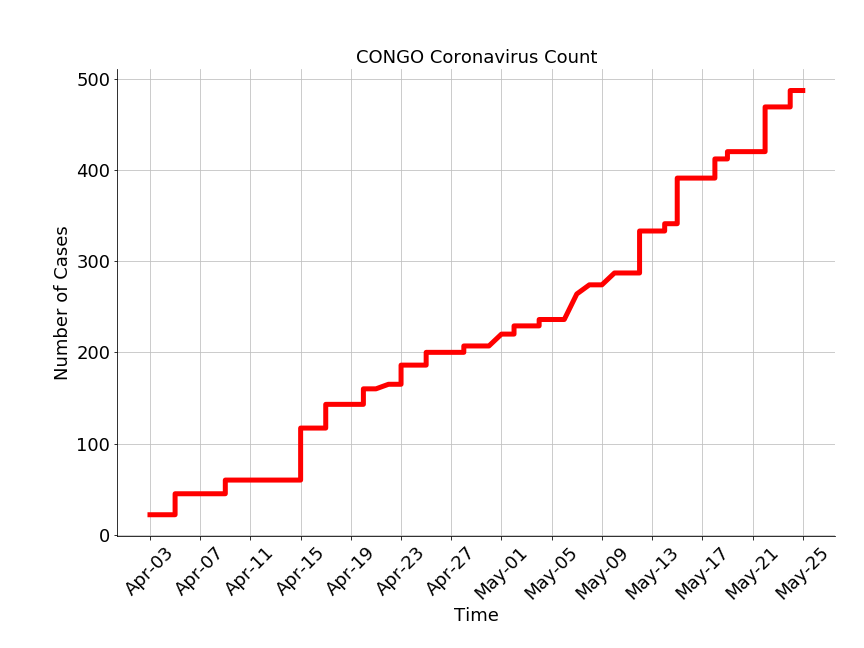 CONGO Coronavirus Count
500
400
300
200
100
0
Number of Cases
Apr-03 Apr-07 Apr-11 Apr-15 Apr-19 Apr-23 Apr-27 May-01 May-05 May-09 May-13 May-17 May-21 May-25
Time